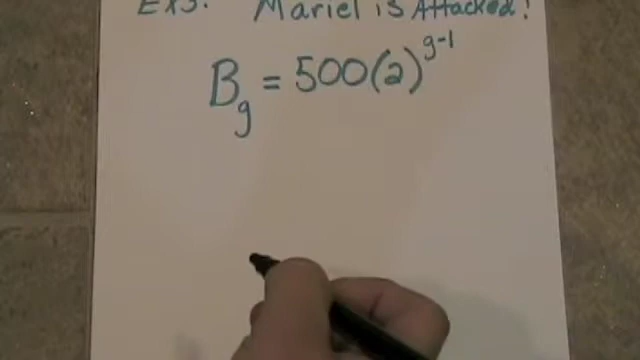 Ex3. Mariel is Attacked!
B_g = 500(2)^{g-1}